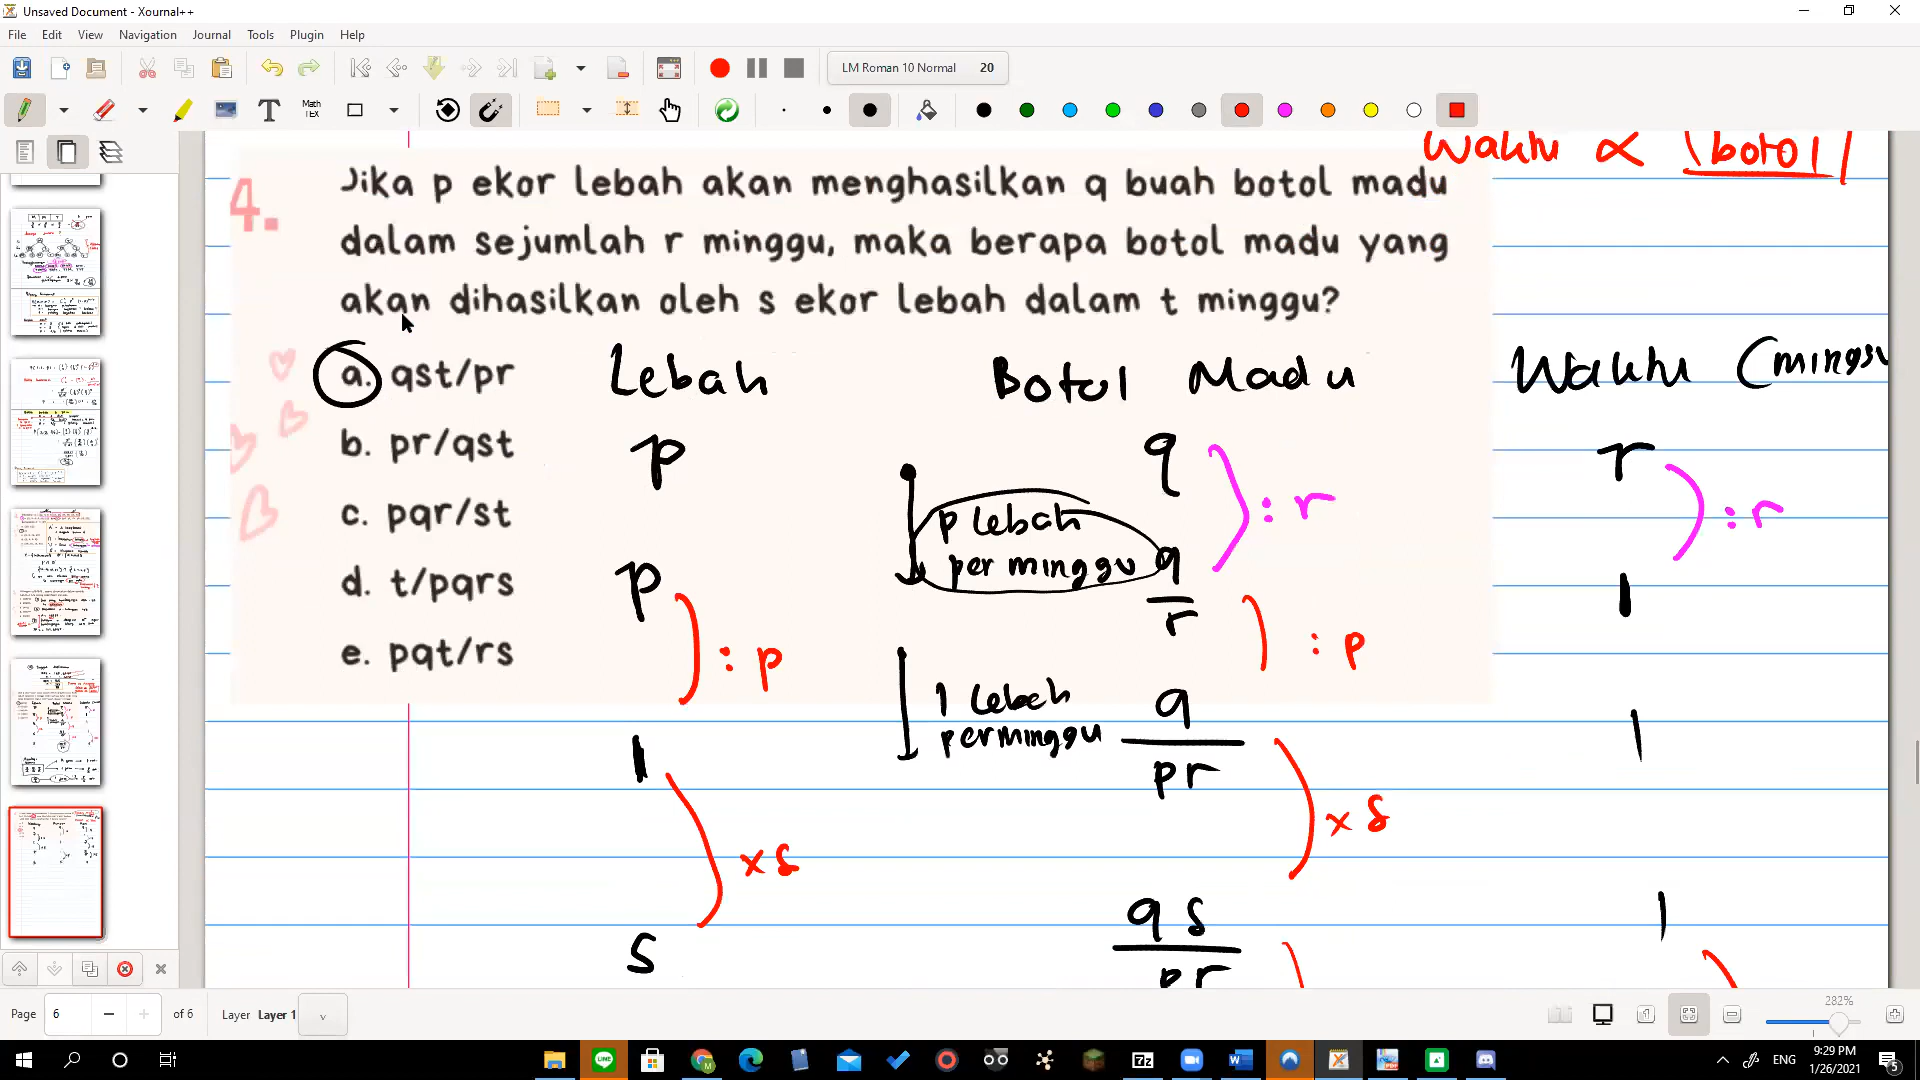 Unsaved Document - Xournal++
File Edit View Navigation Journal Tools Plugin Help
LM Roman 10 Normal 20
Math
TEX
Waktu ∝ |botol|
4. Jika p ekor lebah akan menghasilkan q buah botol madu
dalam sejumlah r minggu, maka berapa botol madu yang
akan dihasilkan oleh s ekor lebah dalam t minggu?
a. qst/pr
b. pr/qst
c. pqr/st
d. t/pqrs
e. pqt/rs
Lebah Botol Madu Waktu (minggu
p q r
: r : r
p lebah
per minggu
p q/r 1
: p : p
1 lebah
perminggu
1 q/pr 1
x s x s
s qs/pr 1
Page 6 of 6 Layer Layer 1
282%
ENG
9:29 PM
1/26/2021
5